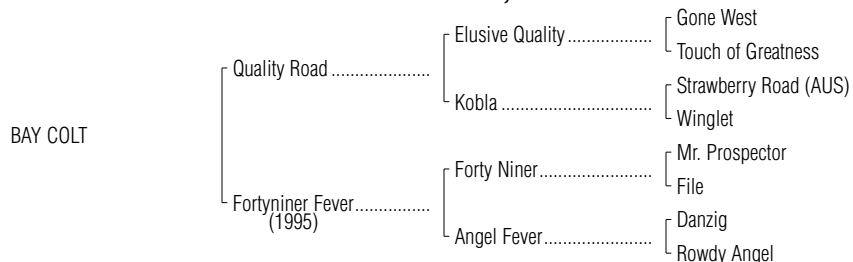 Gone West
Elusive Quality ...................
Touch of Greatness
Quality Road .....................
Strawberry Road (AUS)
Kobla ...............................
Winglet
BAY COLT
Mr. Prospector
Forty Niner.........................
File
Fortyniner Fever................
(1995)
Danzig
Angel Fever........................
Rowdy Angel